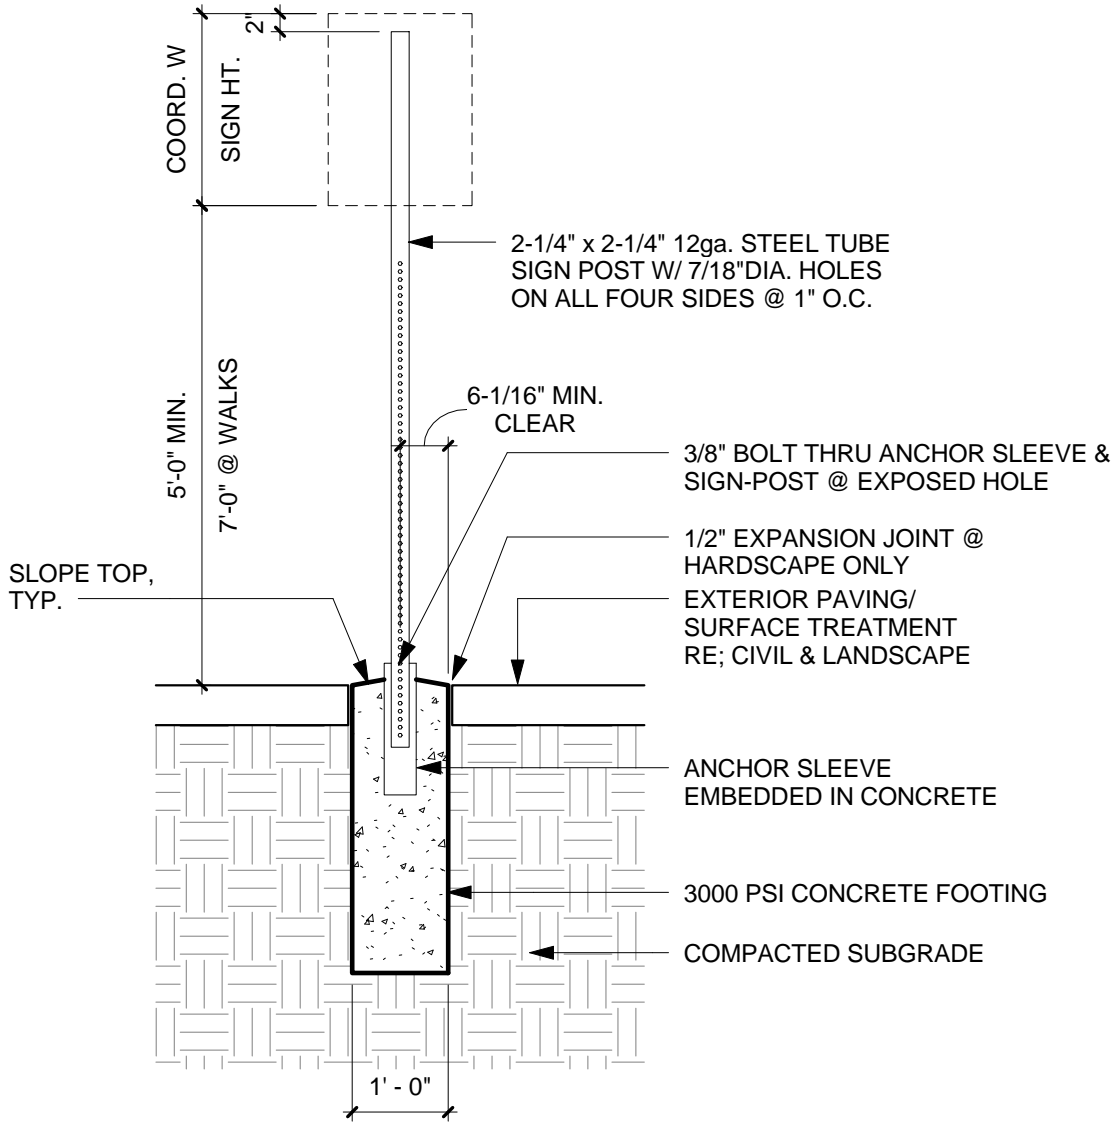 2"
COORD. W
SIGN HT.
2-1/4" x 2-1/4" 12ga. STEEL TUBE
SIGN POST W/ 7/18"DIA. HOLES
ON ALL FOUR SIDES @ 1" O.C.
5'-0" MIN.
7'-0" @ WALKS
6-1/16" MIN.
CLEAR
3/8" BOLT THRU ANCHOR SLEEVE &
SIGN-POST @ EXPOSED HOLE
1/2" EXPANSION JOINT @
HARDSCAPE ONLY
SLOPE TOP,
TYP.
EXTERIOR PAVING/
SURFACE TREATMENT
RE; CIVIL & LANDSCAPE
ANCHOR SLEEVE
EMBEDDED IN CONCRETE
3000 PSI CONCRETE FOOTING
COMPACTED SUBGRADE
1' - 0"